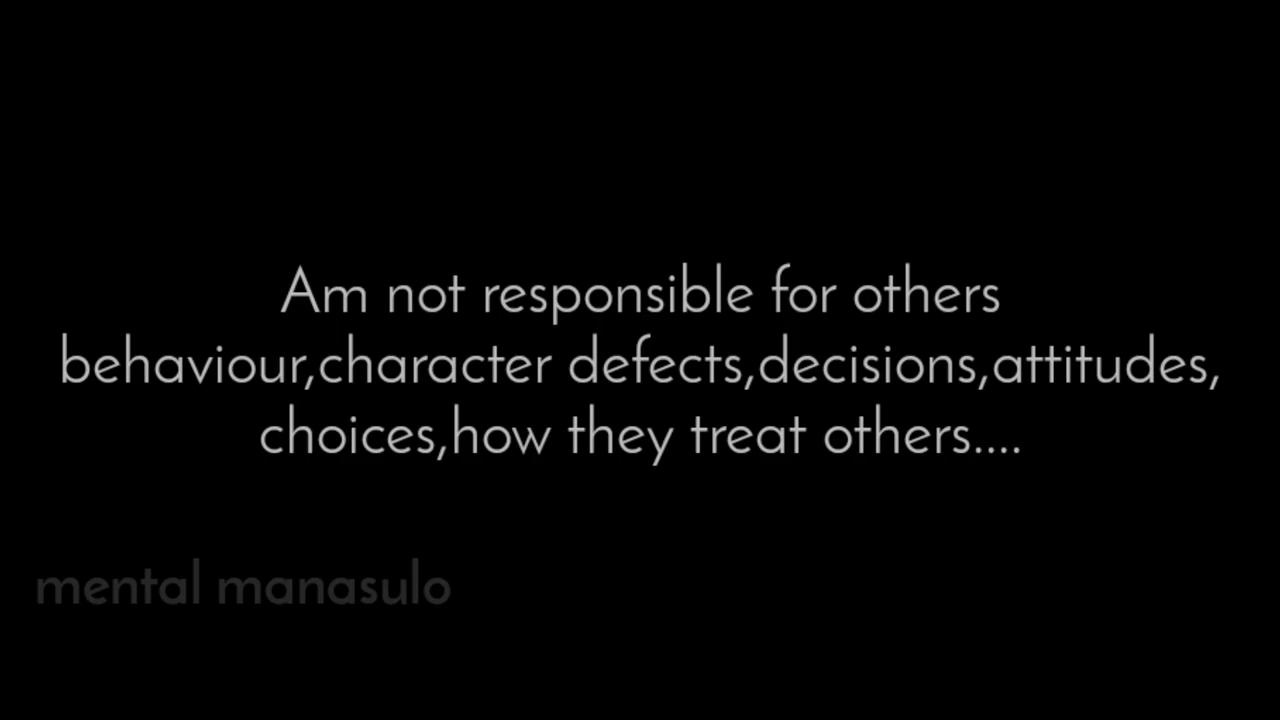 Am not responsible for others
behaviour,character defects,decisions,attitudes,
choices,how they treat others....
mental manasulo